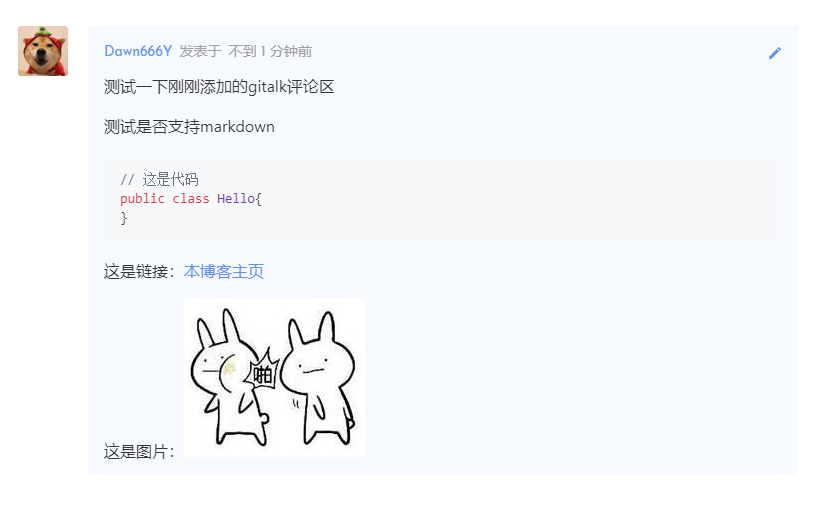 Dawn666Y 发表于 不到 1 分钟前
测试一下刚刚添加的gitalk评论区
测试是否支持markdown
// 这是代码
public class Hello{
}
这是链接：本博客主页
啪
这是图片：